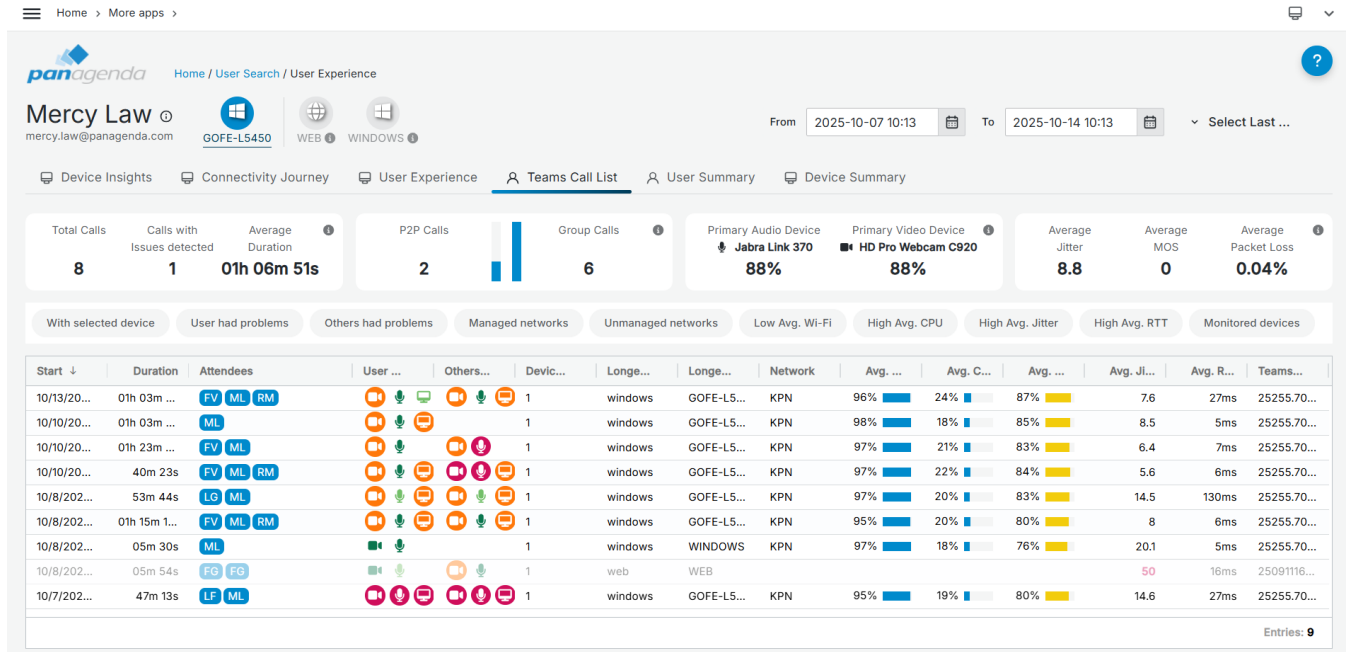 Home > More apps >
panagenda
Home / User Search / User Experience
?
Mercy Law
mercy.law@panagenda.com
GOFE-L5450
WEB
WINDOWS
From 2025-10-07 10:13 To 2025-10-14 10:13 Select Last ...
Device Insights Connectivity Journey User Experience Teams Call List User Summary Device Summary
Total Calls
8
Calls with
Issues detected
1
Average
Duration
01h 06m 51s
P2P Calls
2
Group Calls
6
Primary Audio Device
Jabra Link 370
88%
Primary Video Device
HD Pro Webcam C920
88%
Average
Jitter
8.8
Average
MOS
0
Average
Packet Loss
0.04%
With selected device User had problems Others had problems Managed networks Unmanaged networks Low Avg. Wi-Fi High Avg. CPU High Avg. Jitter High Avg. RTT Monitored devices
Start ↓ Duration Attendees User ... Others... Devic... Longe... Longe... Network Avg. ... Avg. C... Avg. ... Avg. Ji... Avg. R... Teams...
10/13/20... 01h 03m ... FV ML RM 1 windows GOFE-L5... KPN 96% 24% 87% 7.6 27ms 25255.70...
10/10/20... 01h 03m ... ML 1 windows GOFE-L5... KPN 98% 18% 85% 8.5 5ms 25255.70...
10/10/20... 01h 23m ... FV ML 1 windows GOFE-L5... KPN 97% 21% 83% 6.4 7ms 25255.70...
10/10/20... 40m 23s FV ML RM 1 windows GOFE-L5... KPN 97% 22% 84% 5.6 6ms 25255.70...
10/8/202... 53m 44s LG ML 1 windows GOFE-L5... KPN 97% 20% 83% 14.5 130ms 25255.70...
10/8/202... 01h 15m 1... FV ML RM 1 windows GOFE-L5... KPN 95% 20% 80% 8 6ms 25255.70...
10/8/202... 05m 30s ML 1 windows WINDOWS KPN 97% 18% 76% 20.1 5ms 25255.70...
10/8/202... 05m 54s FG FG 1 web WEB 50 16ms 25091116...
10/7/202... 47m 13s LF ML 1 windows GOFE-L5... KPN 95% 19% 80% 14.6 27ms 25255.70...
Entries: 9